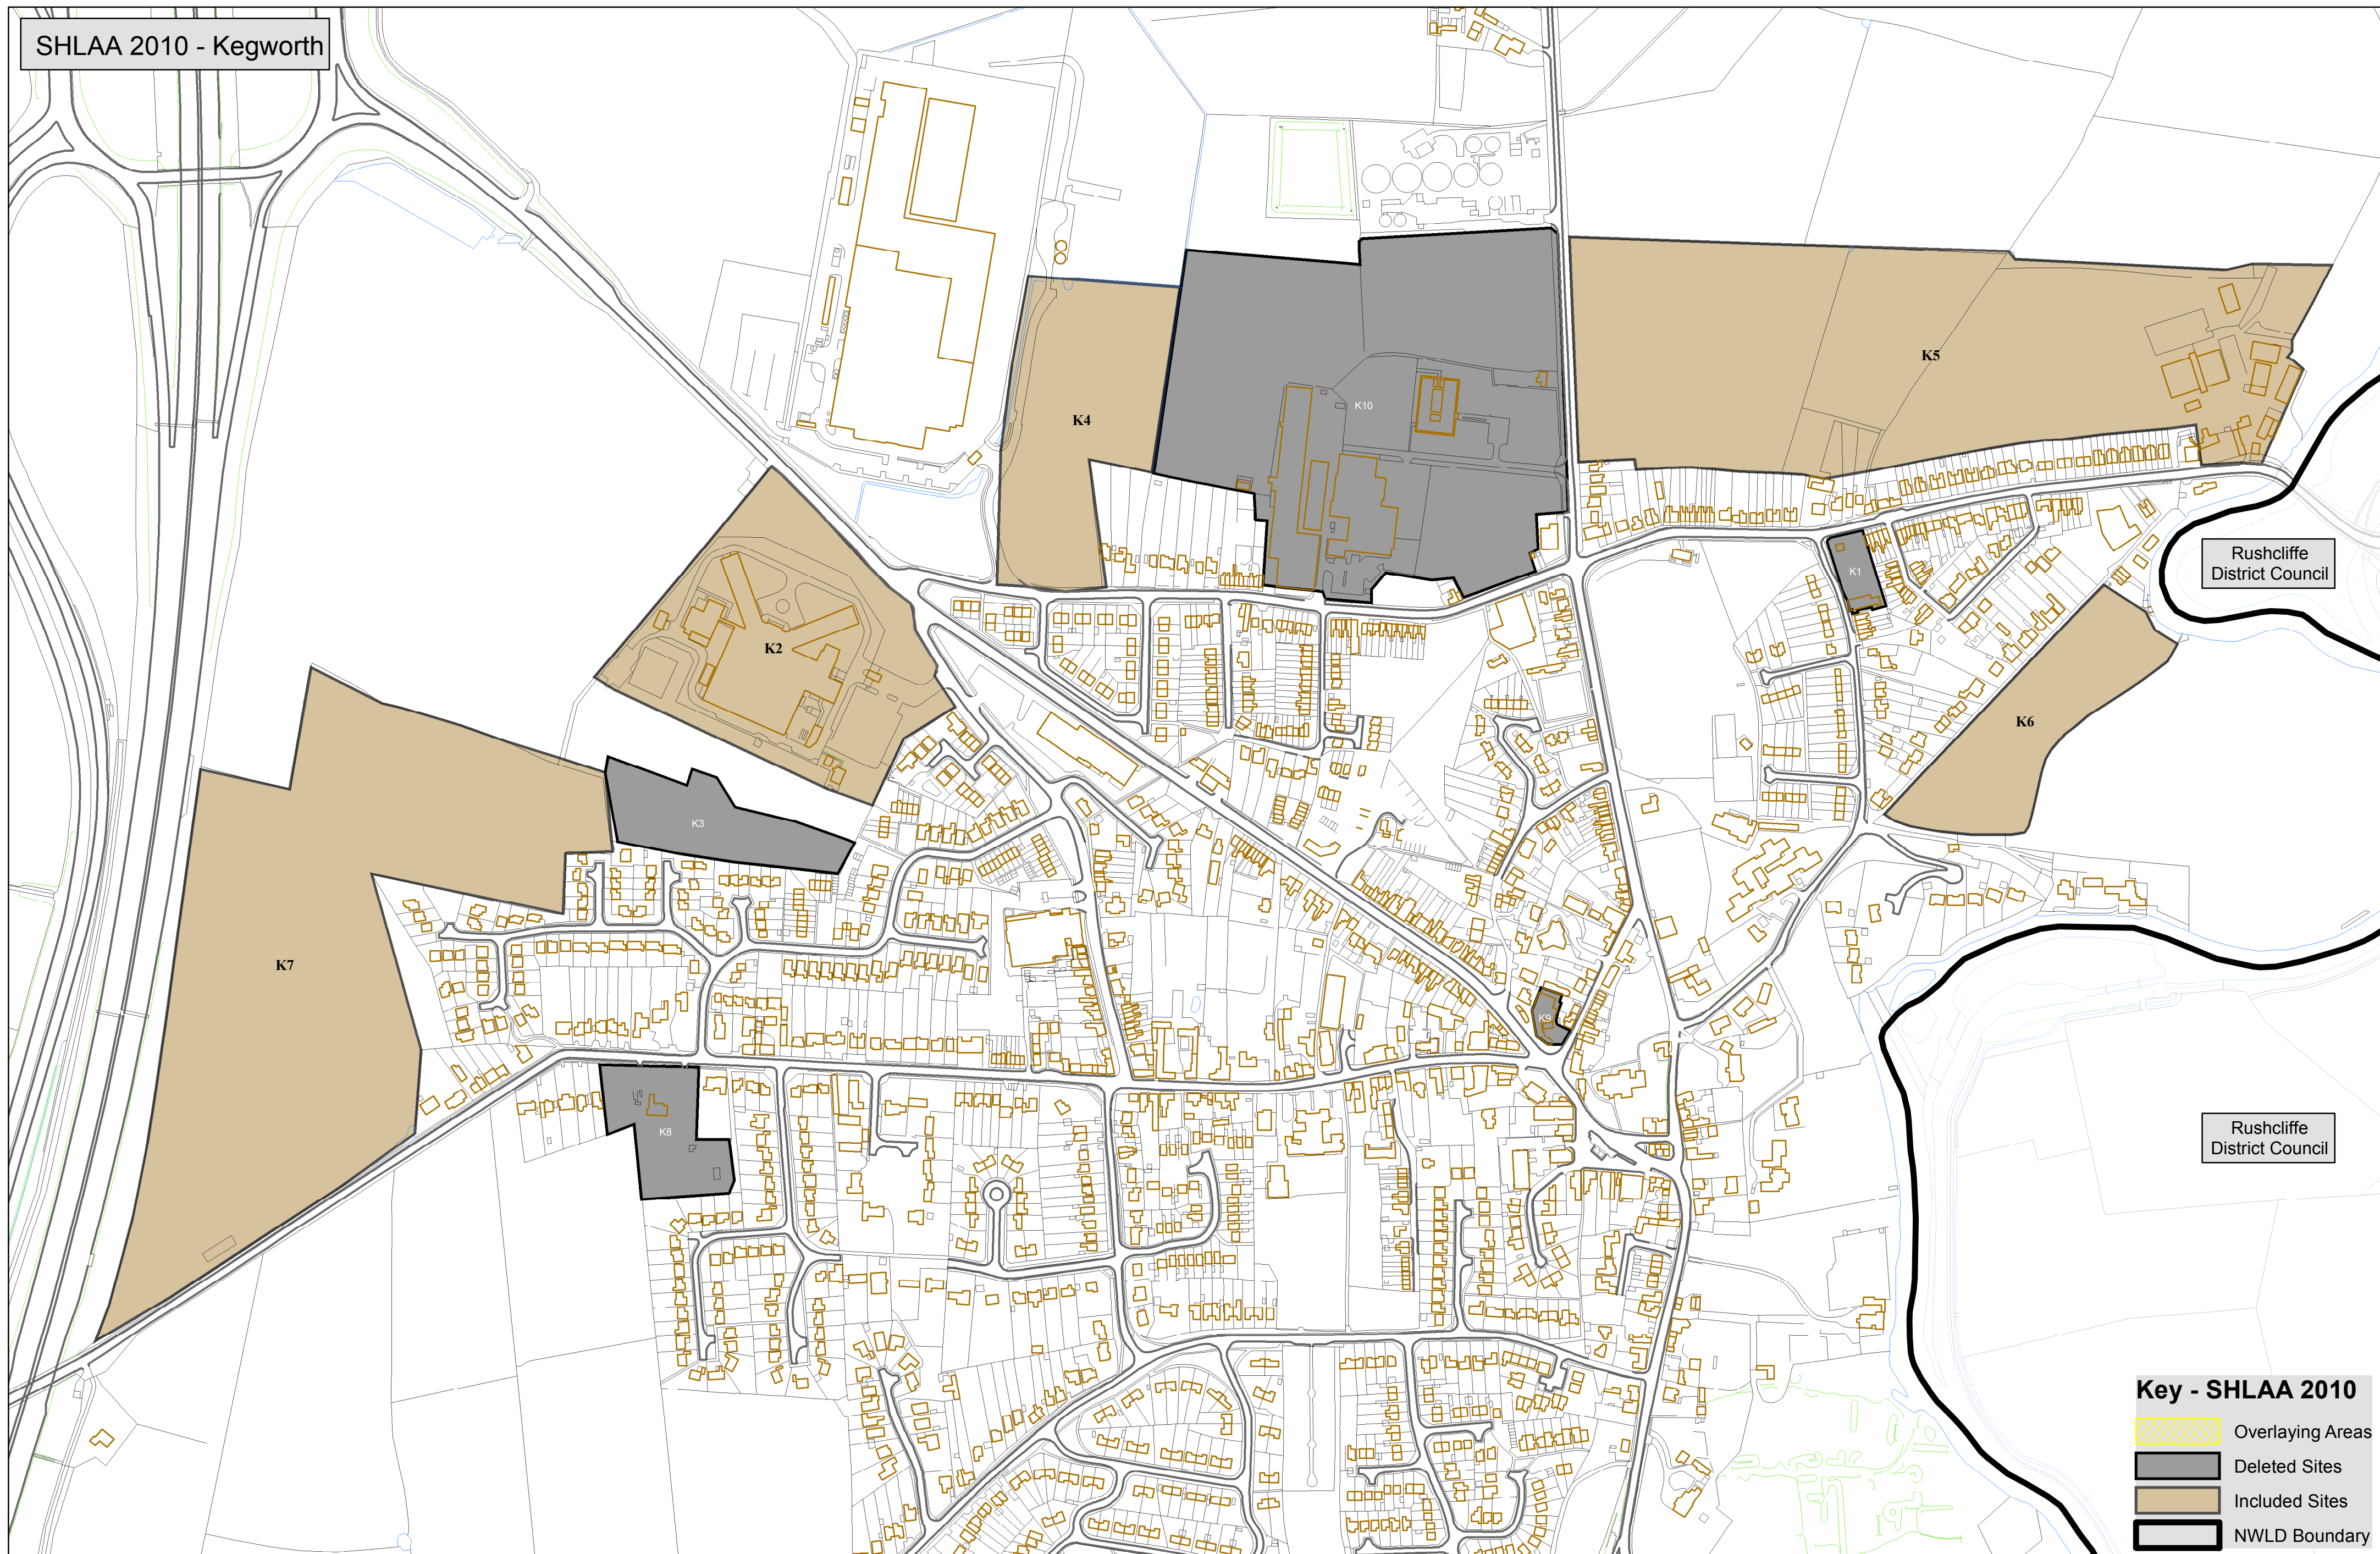 SHLAA 2010 - Kegworth
K5
K10
K4
Rushcliffe
District Council
K1
K2
K6
K3
K7
K9
K8
Rushcliffe
District Council
Key - SHLAA 2010
Overlaying Areas
Deleted Sites
Included Sites
NWLD Boundary